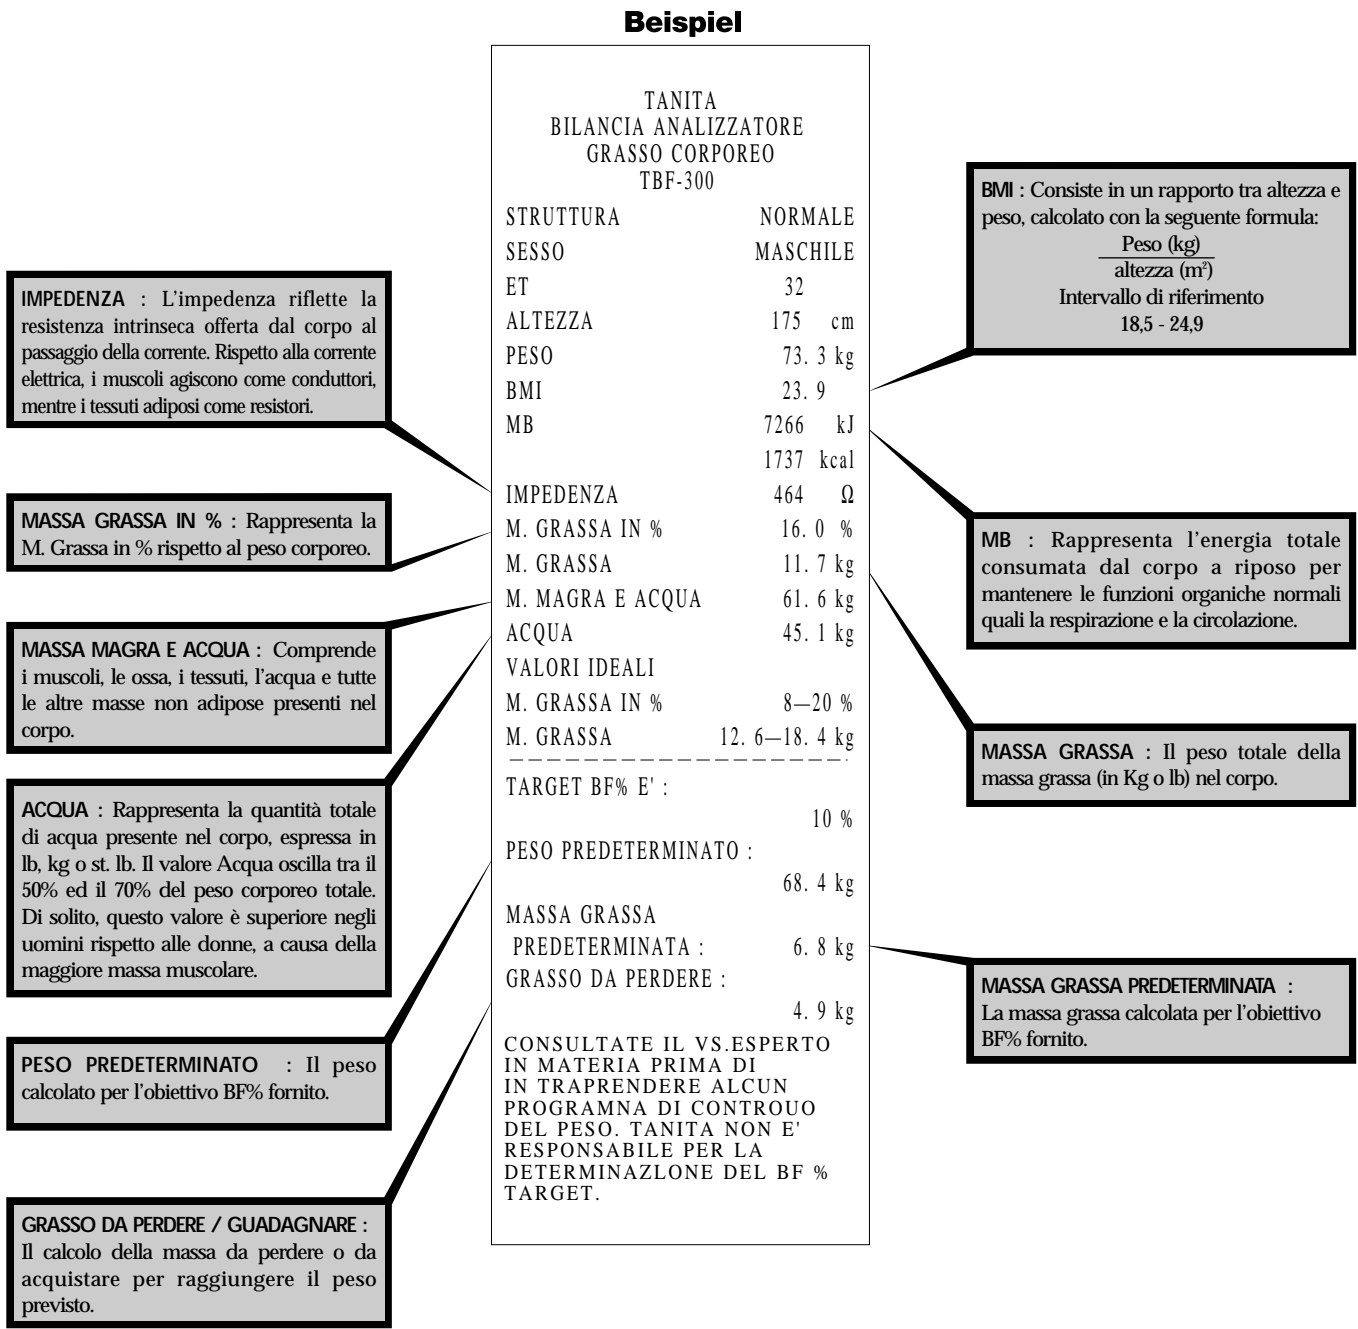 Beispiel
TANITA
BILANCIA ANALIZZATORE
GRASSO CORPOREO
TBF-300
STRUTTURA NORMALE
SESSO MASCHILE
ET 32
ALTEZZA 175 cm
PESO 73. 3 kg
BMI 23. 9
MB 7266 kJ
1737 kcal
IMPEDENZA 464 Ω
M. GRASSA IN % 16. 0 %
M. GRASSA 11. 7 kg
M. MAGRA E ACQUA 61. 6 kg
ACQUA 45. 1 kg
VALORI IDEALI
M. GRASSA IN % 8—20 %
M. GRASSA 12. 6—18. 4 kg
TARGET BF% E' :
10 %
PESO PREDETERMINATO :
68. 4 kg
MASSA GRASSA
PREDETERMINATA : 6. 8 kg
GRASSO DA PERDERE :
4. 9 kg
CONSULTATE IL VS.ESPERTO
IN MATERIA PRIMA DI
IN TRAPRENDERE ALCUN
PROGRAMNA DI CONTROUO
DEL PESO. TANITA NON E'
RESPONSABILE PER LA
DETERMINAZLONE DEL BF %
TARGET.
IMPEDENZA : L'impedenza riflette la
resistenza intrinseca offerta dal corpo al
passaggio della corrente. Rispetto alla corrente
elettrica, i muscoli agiscono come conduttori,
mentre i tessuti adiposi come resistori.
MASSA GRASSA IN % : Rappresenta la
M. Grassa in % rispetto al peso corporeo.
MASSA MAGRA E ACQUA : Comprende
i muscoli, le ossa, i tessuti, l'acqua e tutte
le altre masse non adipose presenti nel
corpo.
ACQUA : Rappresenta la quantità totale
di acqua presente nel corpo, espressa in
lb, kg o st. lb. Il valore Acqua oscilla tra il
50% ed il 70% del peso corporeo totale.
Di solito, questo valore è superiore negli
uomini rispetto alle donne, a causa della
maggiore massa muscolare.
PESO PREDETERMINATO : Il peso
calcolato per l'obiettivo BF% fornito.
GRASSO DA PERDERE / GUADAGNARE :
Il calcolo della massa da perdere o da
acquistare per raggiungere il peso
previsto.
BMI : Consiste in un rapporto tra altezza e
peso, calcolato con la seguente formula:
Peso (kg)
altezza (m²)
Intervallo di riferimento
18,5 - 24,9
MB : Rappresenta l'energia totale
consumata dal corpo a riposo per
mantenere le funzioni organiche normali
quali la respirazione e la circolazione.
MASSA GRASSA : Il peso totale della
massa grassa (in Kg o lb) nel corpo.
MASSA GRASSA PREDETERMINATA :
La massa grassa calcolata per l'obiettivo
BF% fornito.